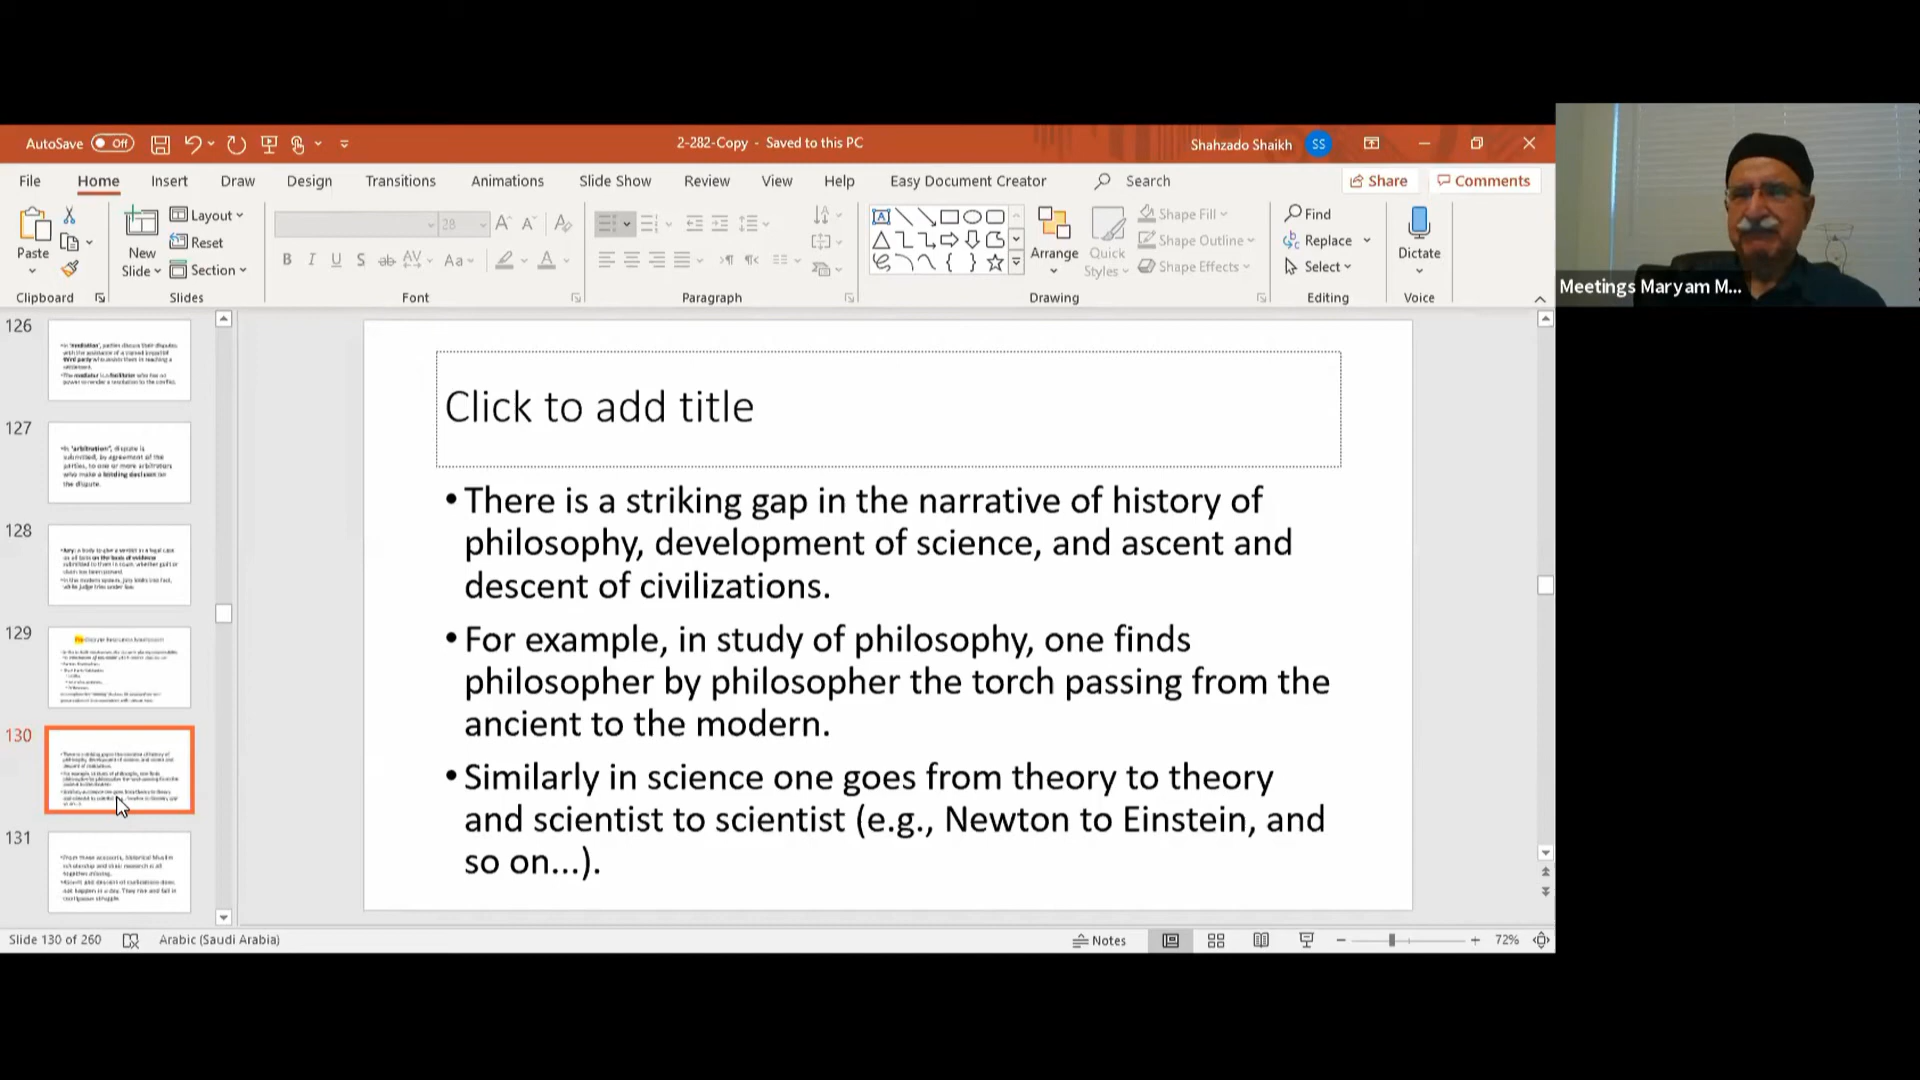 AutoSave Off 2-282-Copy - Saved to this PC Shahzado Shaikh SS
File Home Insert Draw Design Transitions Animations Slide Show Review View Help Easy Document Creator Search Share Comments
Paste
New Slide
Layout
Reset
Section
28
B I U S ab AV Aa A
Arrange
Quick Styles
Shape Fill
Shape Outline
Shape Effects
Find
Replace
Select
Dictate
Clipboard Slides Font Paragraph Drawing Editing Voice
Meetings Maryam M...
126
127
128
129
130
131
Click to add title
•There is a striking gap in the narrative of history of
philosophy, development of science, and ascent and
descent of civilizations.
•For example, in study of philosophy, one finds
philosopher by philosopher the torch passing from the
ancient to the modern.
•Similarly in science one goes from theory to theory
and scientist to scientist (e.g., Newton to Einstein, and
so on...).
Slide 130 of 260 Arabic (Saudi Arabia) Notes 72%